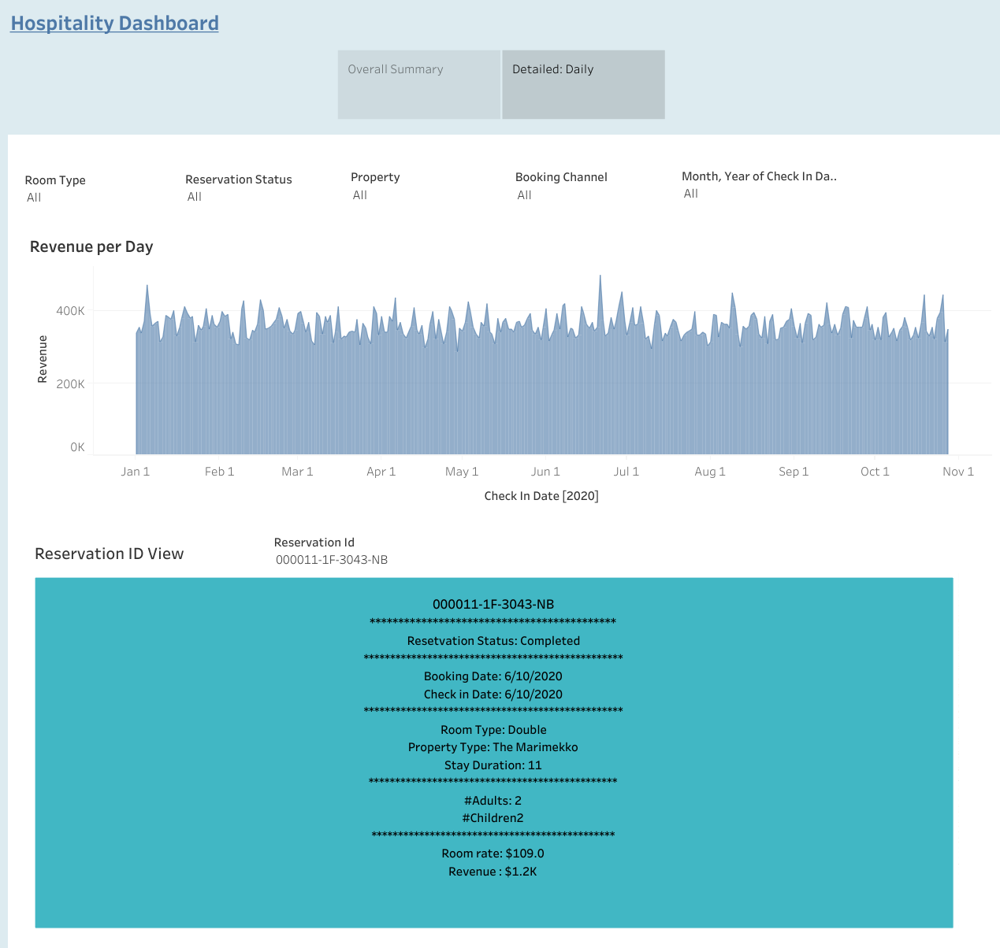 Hospitality Dashboard
Overall Summary
Detailed: Daily
Room Type
All
Reservation Status
All
Property
All
Booking Channel
All
Month, Year of Check In Da..
All
Revenue per Day
Revenue
400K
200K
0K
Jan 1 Feb 1 Mar 1 Apr 1 May 1 Jun 1 Jul 1 Aug 1 Sep 1 Oct 1 Nov 1
Check In Date [2020]
Reservation ID View
Reservation Id
000011-1F-3043-NB
000011-1F-3043-NB
*******************************************
Resetvation Status: Completed
*************************************************
Booking Date: 6/10/2020
Check in Date: 6/10/2020
*************************************************
Room Type: Double
Property Type: The Marimekko
Stay Duration: 11
***********************************************
#Adults: 2
#Children2
**********************************************
Room rate: $109.0
Revenue : $1.2K